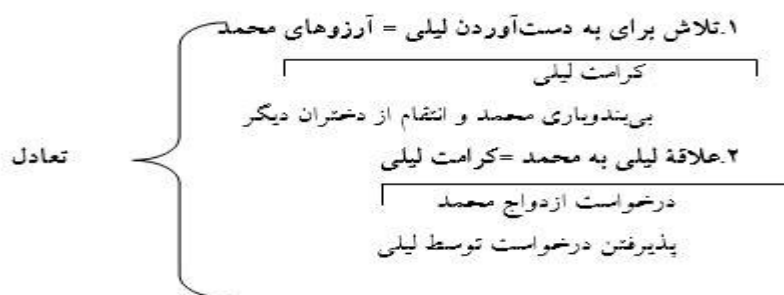 ۱.تلاش برای به دست‌آوردن لیلی = آرزوهای محمد
کرامت لیلی
بی‌بندوباری محمد و انتقام از دختران دیگر
۲.علاقة لیلی به محمد =کرامت لیلی
درخواست ازدواج محمد
پذیرفتن درخواست توسط لیلی
تعادل